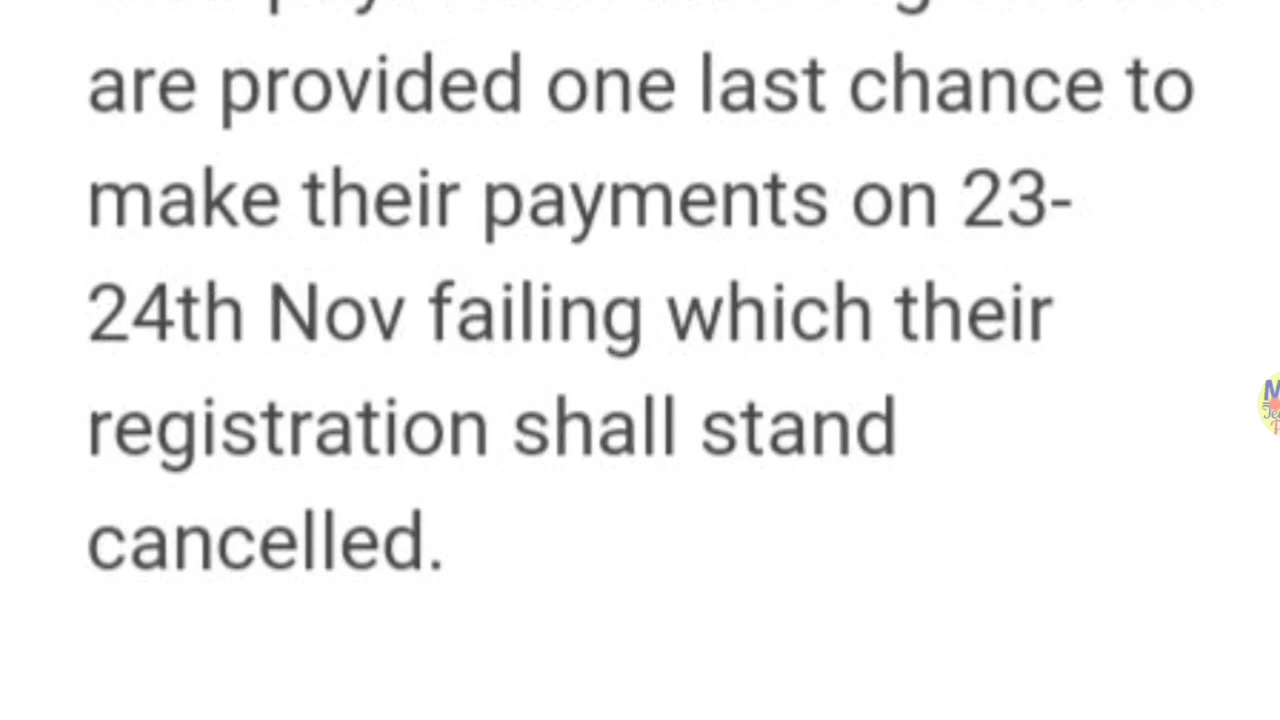 are provided one last chance to
make their payments on 23-
24th Nov failing which their
registration shall stand
cancelled.